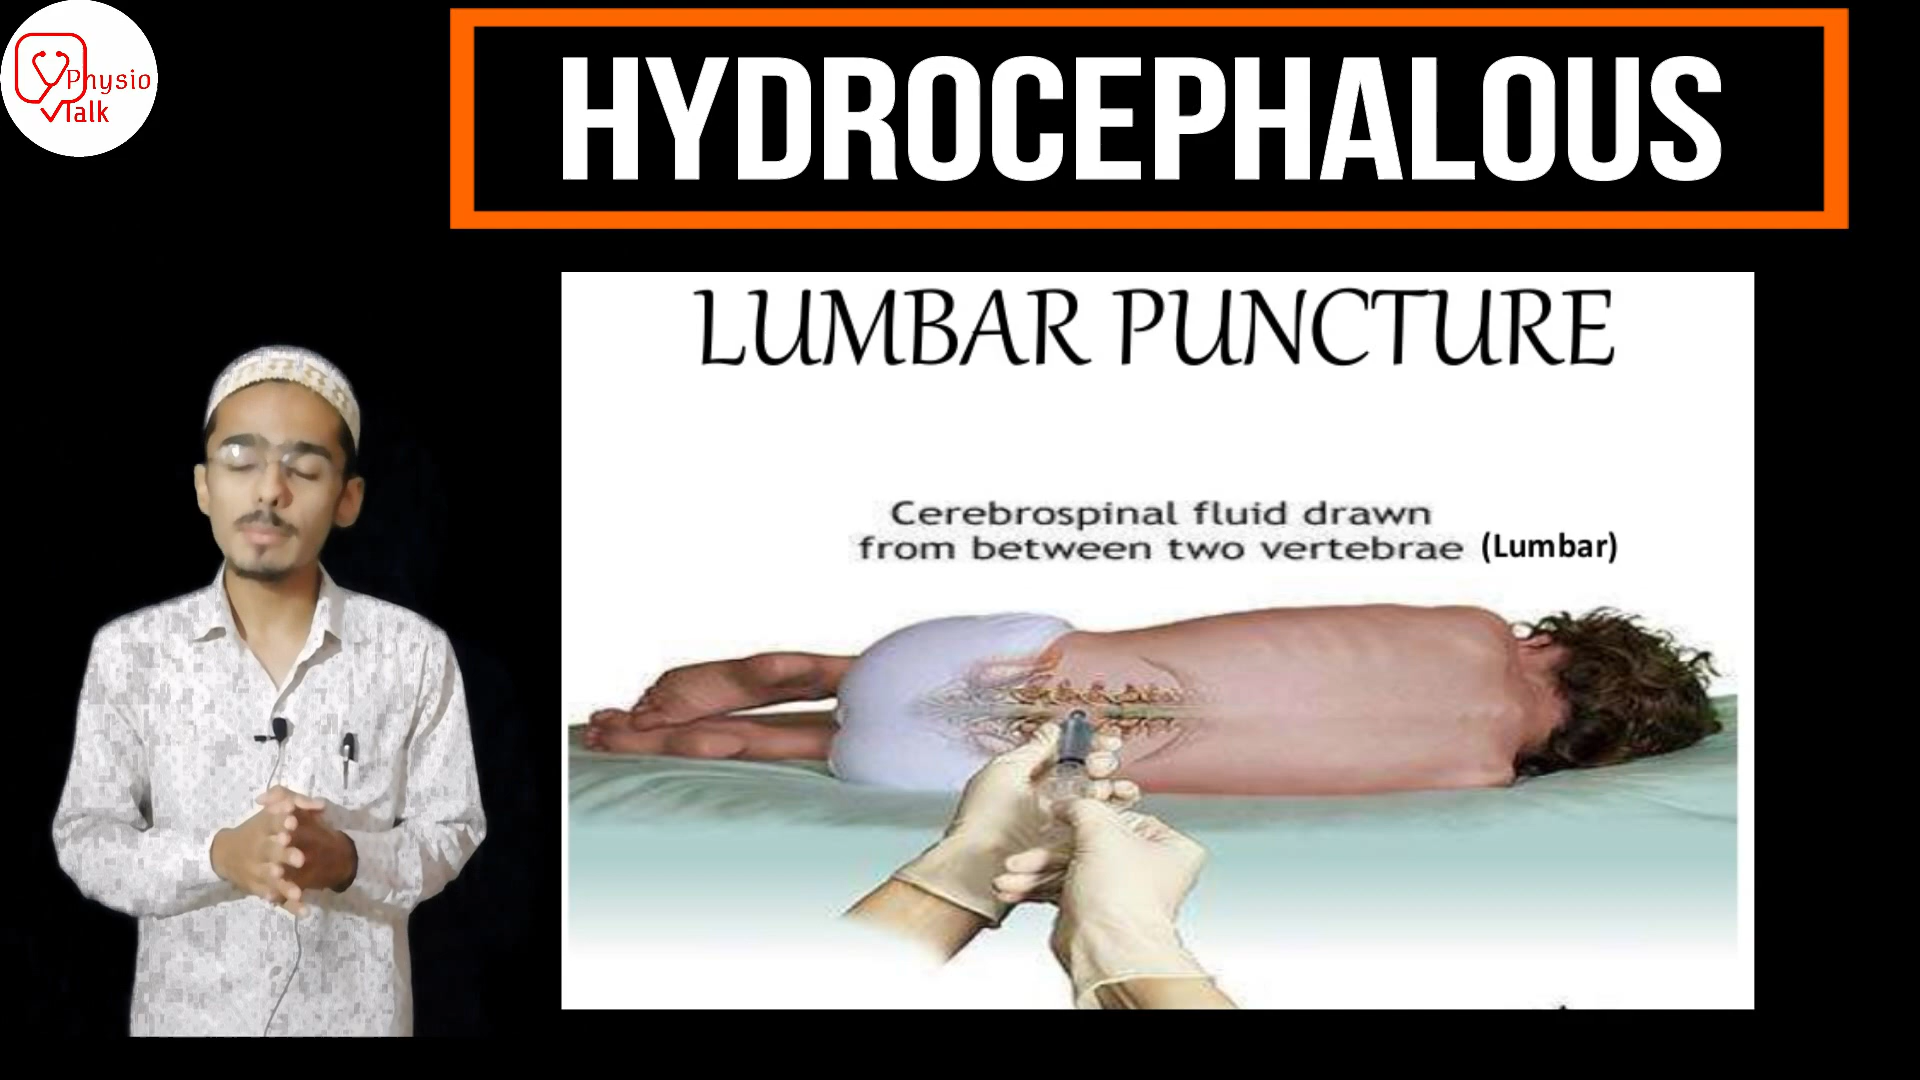 Physio
Talk
HYDROCEPHALOUS
LUMBAR PUNCTURE
Cerebrospinal fluid drawn
from between two vertebrae (Lumbar)